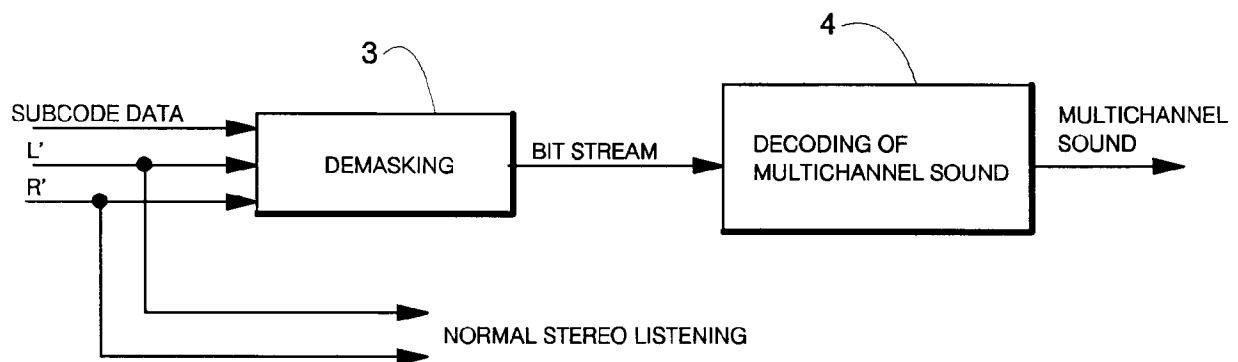 3
4
SUBCODE DATA
L'
R'
DEMASKING
BIT STREAM
DECODING OF
MULTICHANNEL SOUND
MULTICHANNEL
SOUND
NORMAL STEREO LISTENING